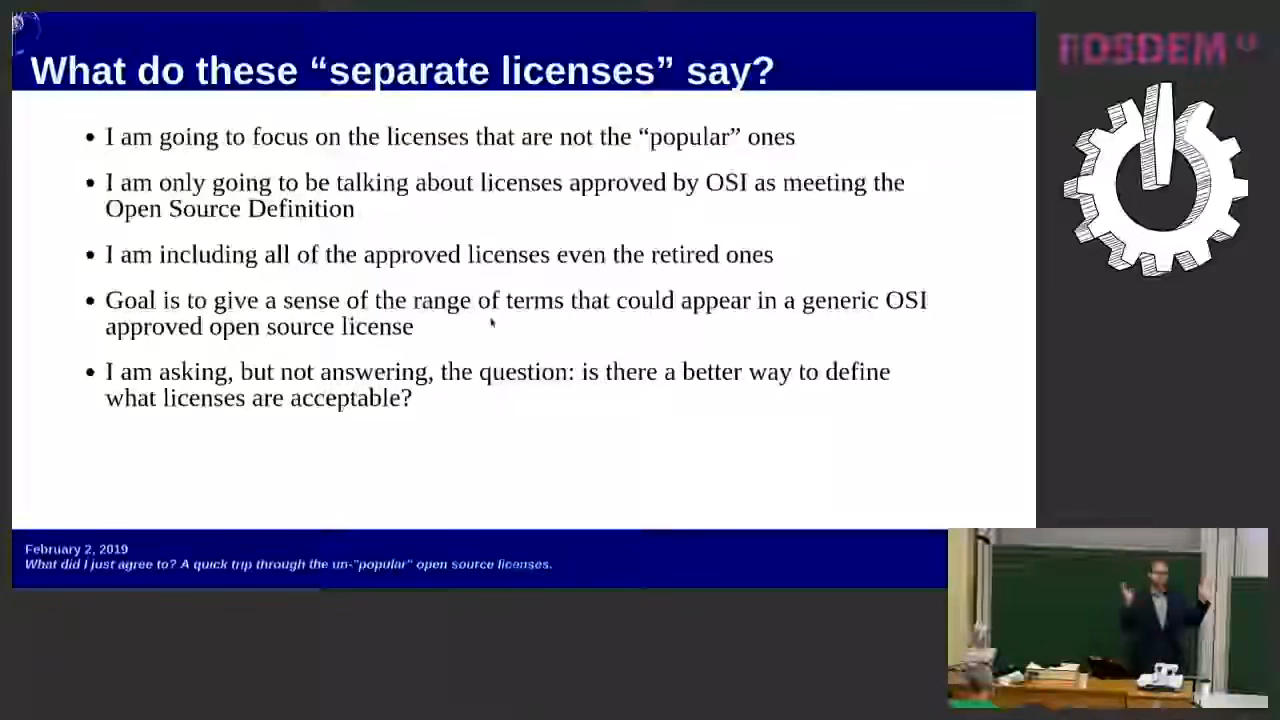 What do these “separate licenses” say?
• I am going to focus on the licenses that are not the “popular” ones
• I am only going to be talking about licenses approved by OSI as meeting the
Open Source Definition
• I am including all of the approved licenses even the retired ones
• Goal is to give a sense of the range of terms that could appear in a generic OSI
approved open source license
• I am asking, but not answering, the question: is there a better way to define
what licenses are acceptable?
February 2, 2019
What did I just agree to? A quick trip through the un-"popular" open source licenses.
FOSDEM